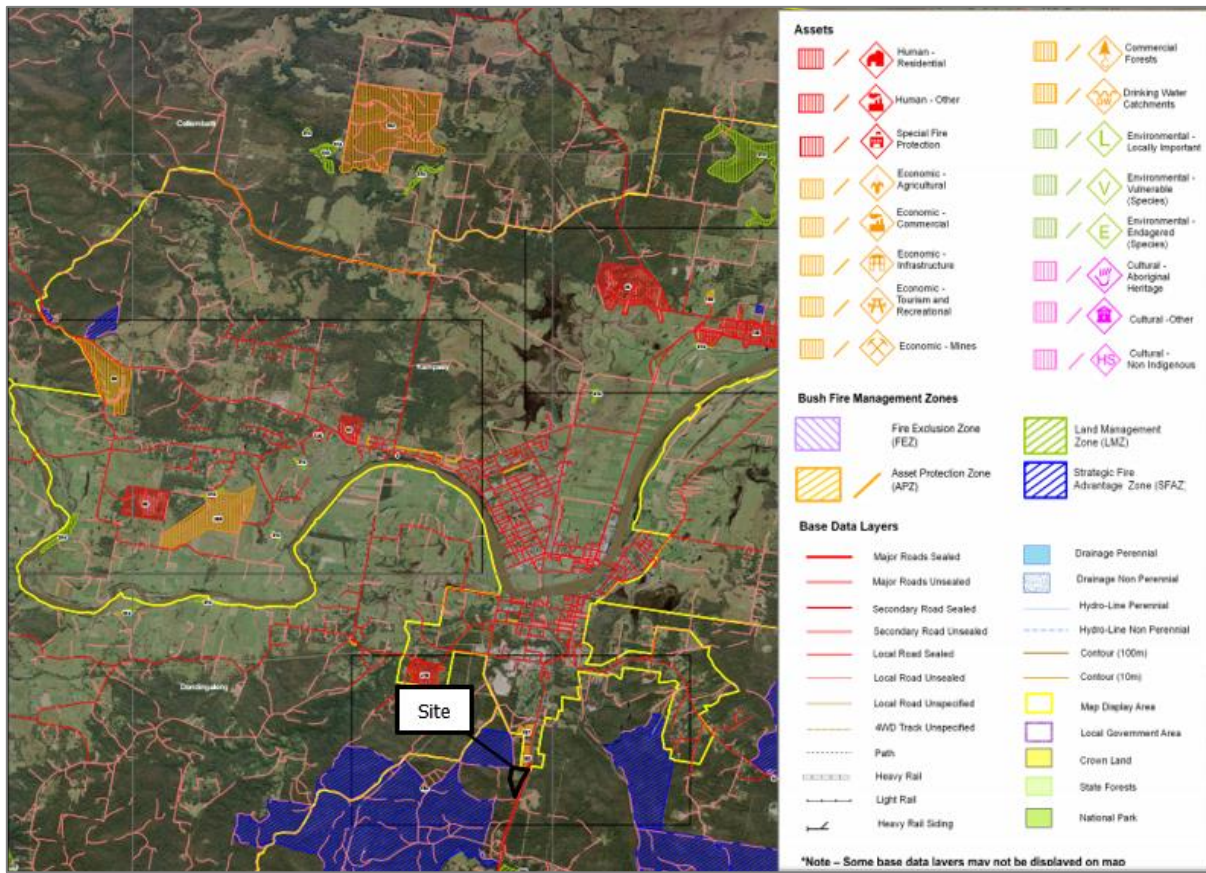 Collombatti
Kempsey
Dondingalong
Site
Assets
Human -
Residential
Human - Other
Special Fire
Protection
Economic -
Agricultural
Economic -
Commercial
Economic -
Infrastructure
Economic -
Tourism and
Recreational
Economic - Mines
Commercial
Forests
DW
Drinking Water
Catchments
L
Environmental -
Locally Important
V
Environmental -
Vulnerable
(Species)
E
Environmental -
Endagered
(Species)
Cultural -
Aboriginal
Heritage
Cultural -Other
HS
Cultural -
Non Indigenous
Bush Fire Management Zones
Fire Exclusion Zone
(FEZ)
Asset Protection Zone
(APZ)
Land Management
Zone (LMZ)
Strategic Fire
Advantage Zone (SFAZ)
Base Data Layers
Major Roads Sealed
Major Roads Unsealed
Secondary Road Sealed
Secondary Road Unsealed
Local Road Sealed
Local Road Unsealed
Local Road Unspecified
4WD Track Unspecified
Path
Heavy Rail
Light Rail
Heavy Rail Siding
Drainage Perennial
Drainage Non Perennial
Hydro-Line Perennial
Hydro-Line Non Perennial
Contour (100m)
Contour (10m)
Map Display Area
Local Government Area
Crown Land
State Forests
National Park
*Note – Some base data layers may not be displayed on map